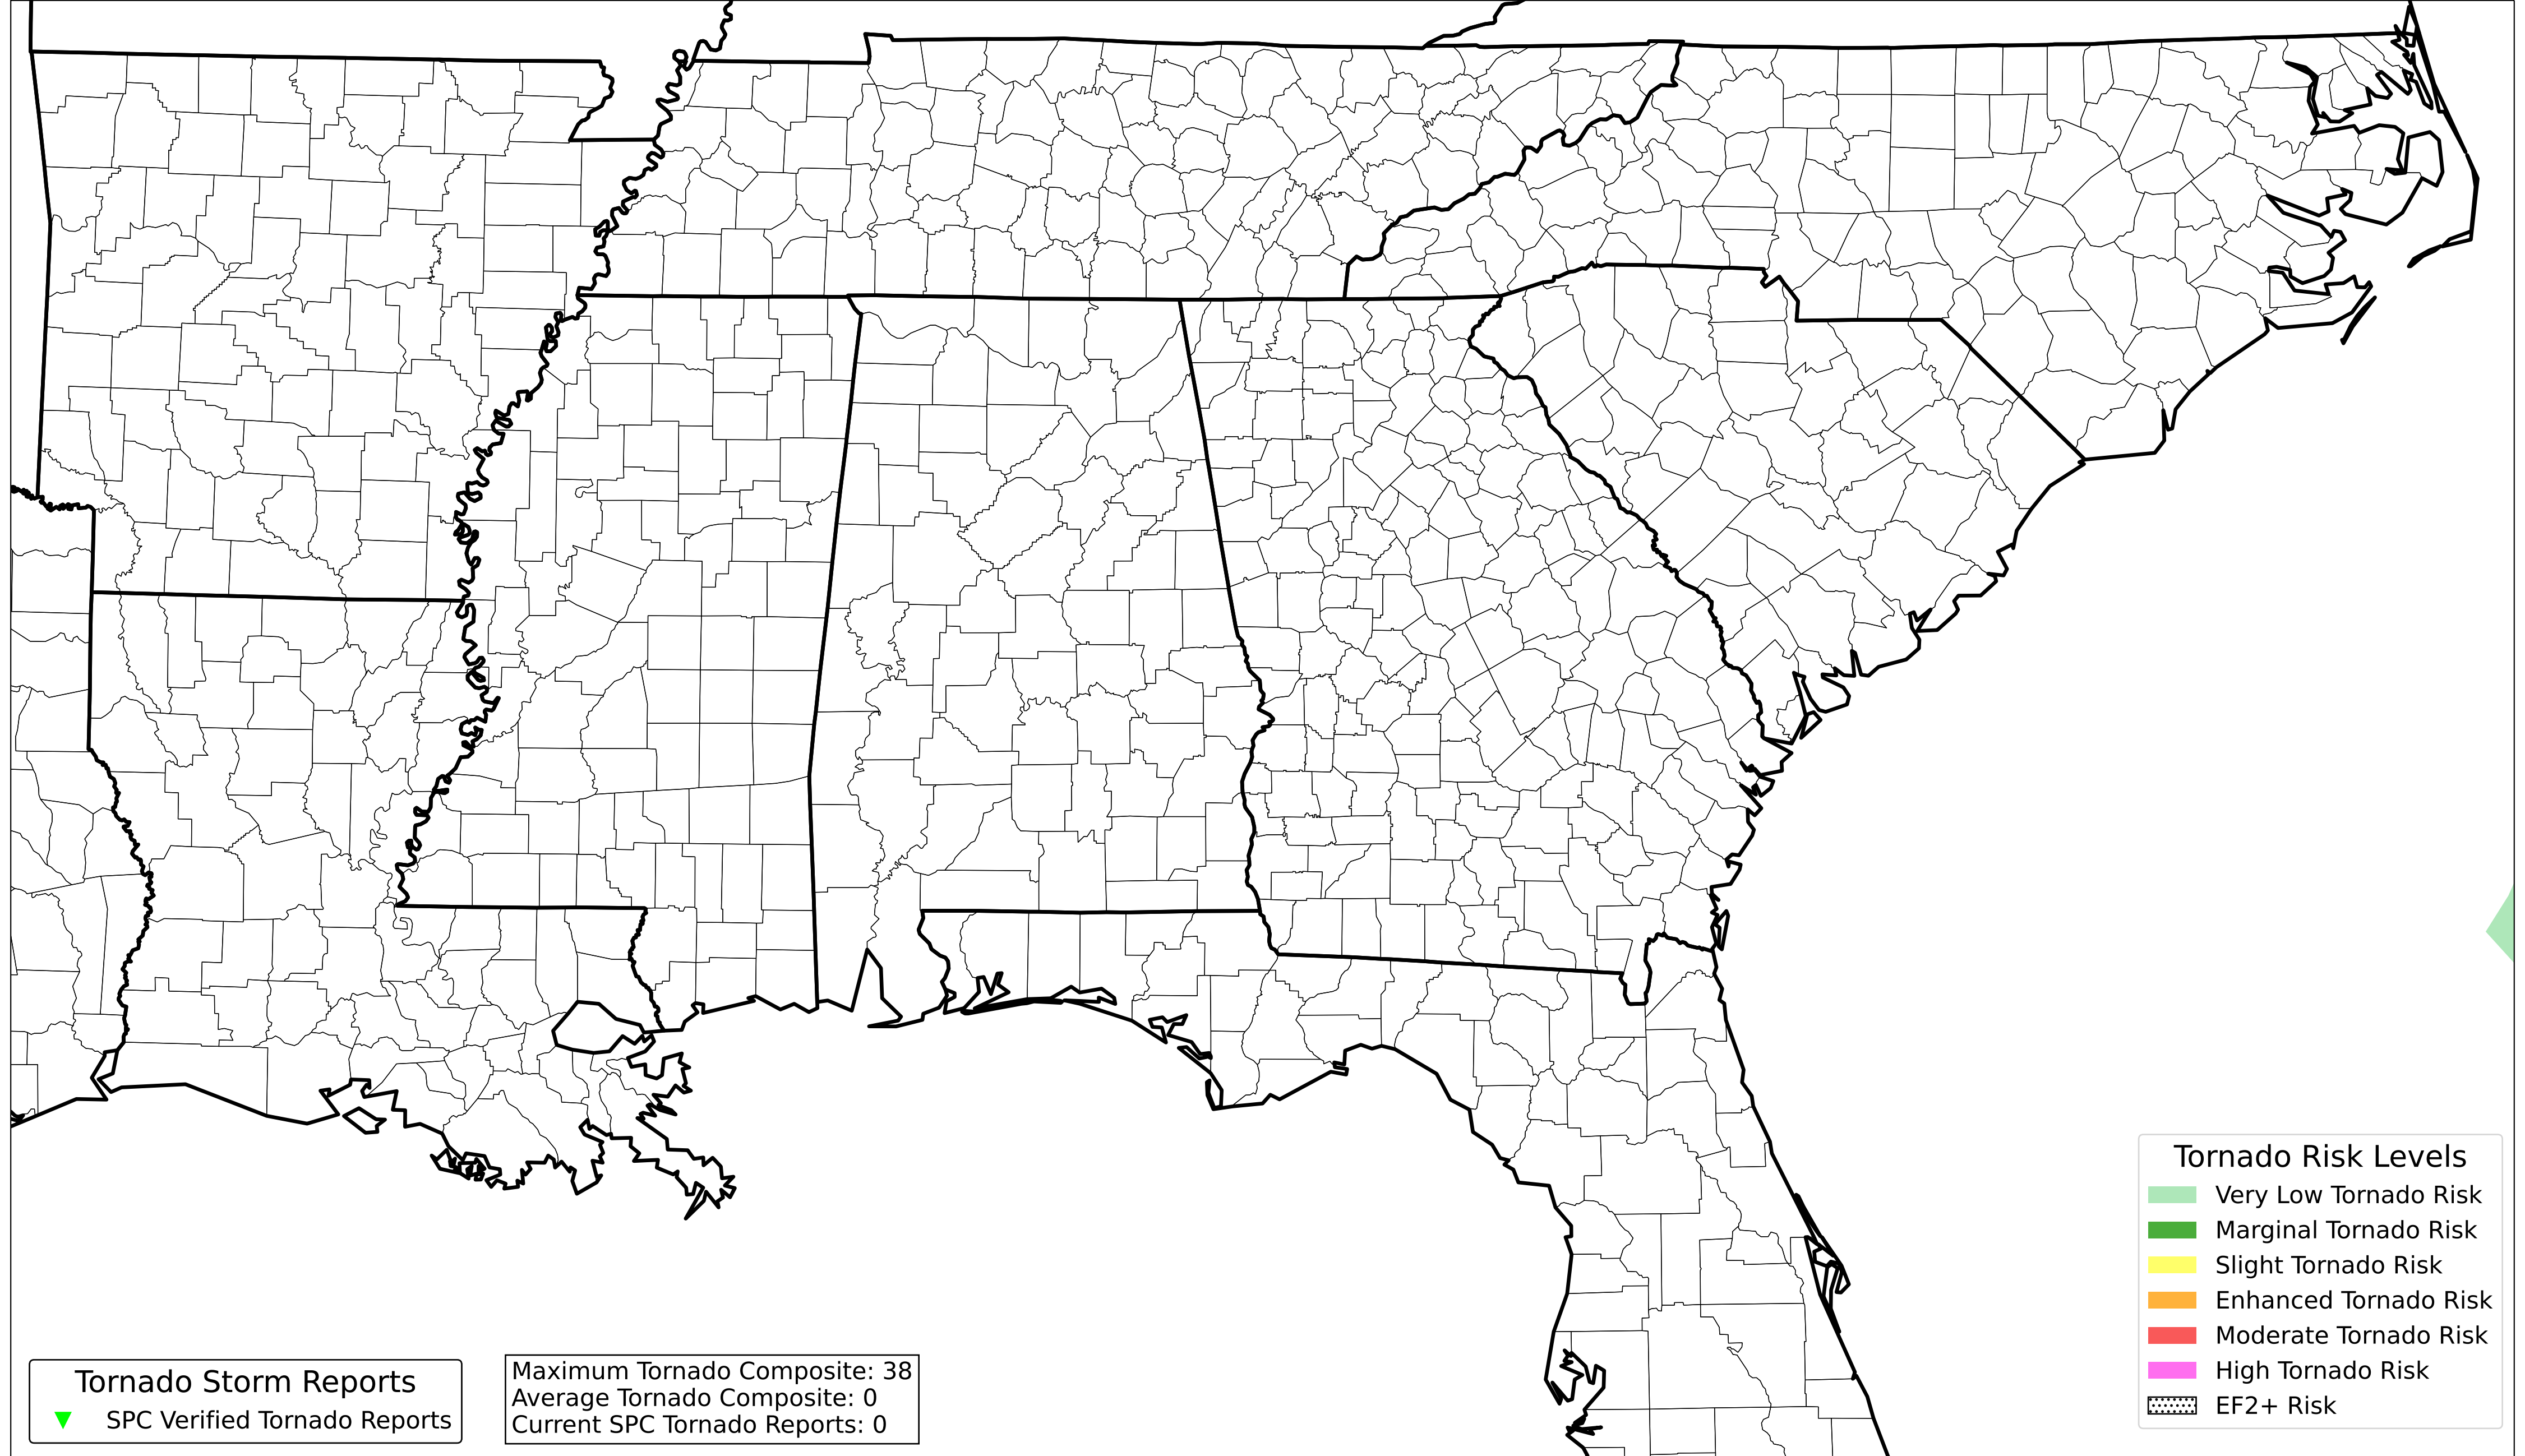 Tornado Risk Levels
Very Low Tornado Risk
Marginal Tornado Risk
Slight Tornado Risk
Enhanced Tornado Risk
Moderate Tornado Risk
High Tornado Risk
EF2+ Risk
Tornado Storm Reports
SPC Verified Tornado Reports
Maximum Tornado Composite: 38
Average Tornado Composite: 0
Current SPC Tornado Reports: 0